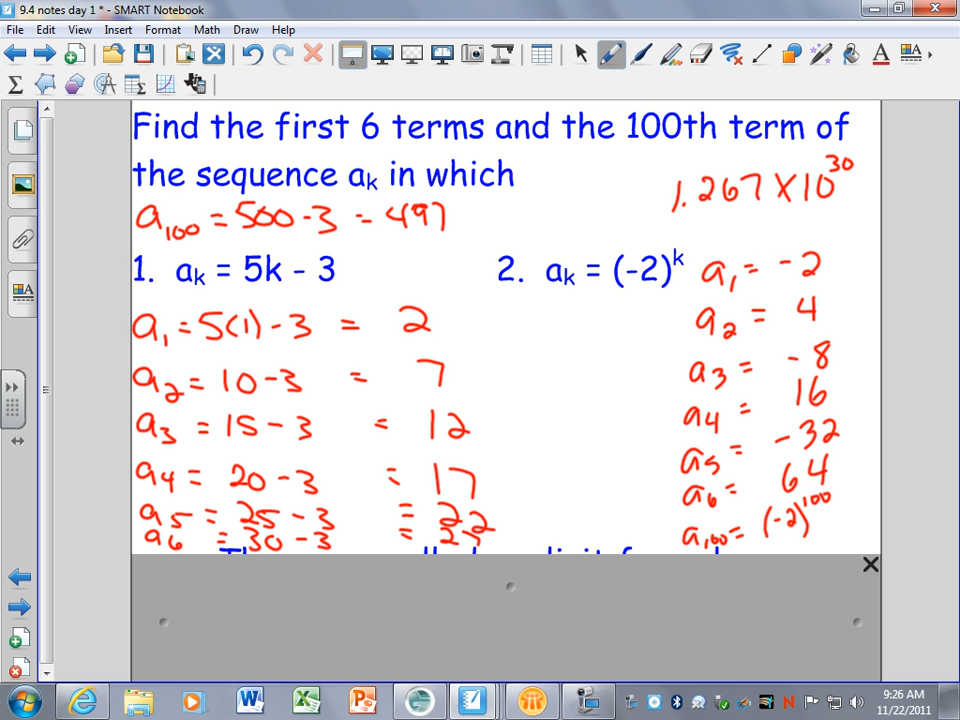 9.4 notes day 1 * - SMART Notebook
File Edit View Insert Format Math Draw Help
Find the first 6 terms and the 100th term of
the sequence aₖ in which
1.267 X 10³⁰
a₁₀₀ = 500 - 3 = 497
1. aₖ = 5k - 3
2. aₖ = (-2)ᵏ
a₁ = 5(1) - 3 = 2
a₂ = 10 - 3 = 7
a₃ = 15 - 3 = 12
a₄ = 20 - 3 = 17
a₅ = 25 - 3 = 22
a₆ = 30 - 3 = 27
a₁ = -2
a₂ = 4
a₃ = -8
a₄ = 16
a₅ = -32
a₆ = 64
a₁₀₀ = (-2)¹⁰⁰
9:26 AM
11/22/2011